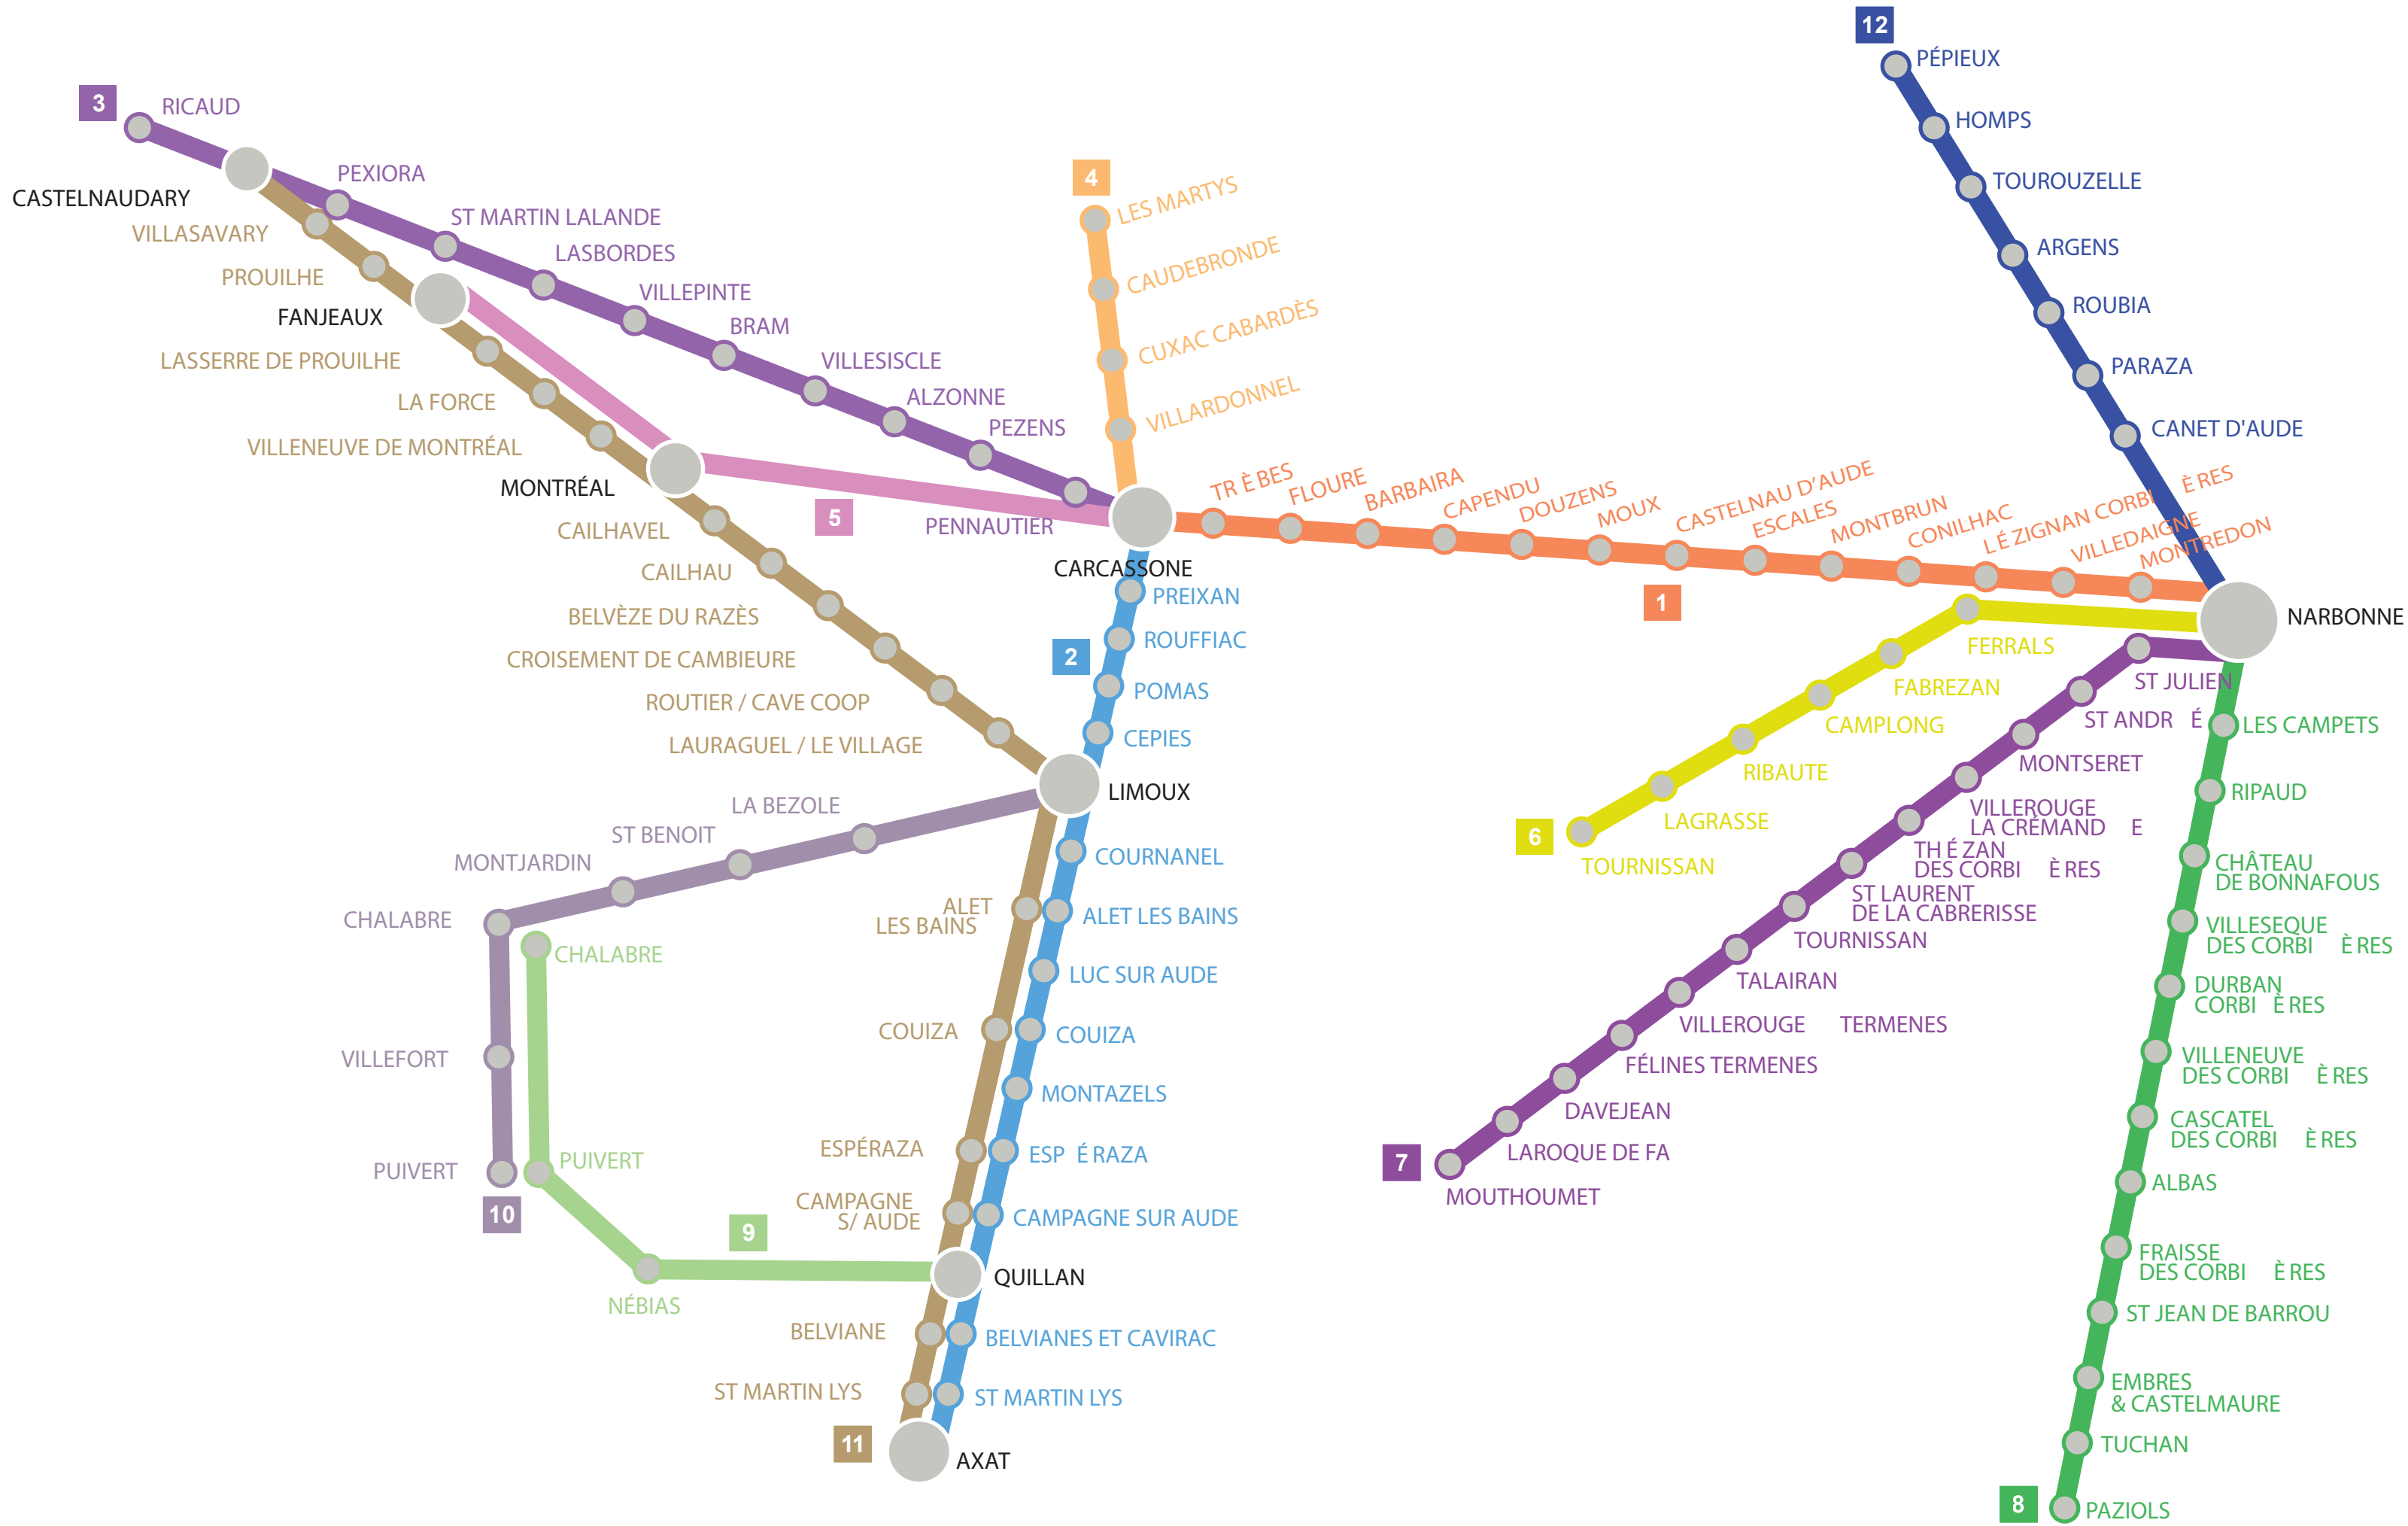 12
PÉPIEUX
HOMPS
TOUROUZELLE
ARGENS
ROUBIA
PARAZA
CANET D'AUDE
3
RICAUD
CASTELNAUDARY
PEXIORA
ST MARTIN LALANDE
LASBORDES
VILLEPINTE
BRAM
VILLESISCLE
ALZONNE
PEZENS
PENNAUTIER
VILLASAVARY
PROUILHE
FANJEAUX
LASSERRE DE PROUILHE
LA FORCE
VILLENEUVE DE MONTRÉAL
MONTRÉAL
5
CAILHAVEL
CAILHAU
BELVÈZE DU RAZÈS
CROISEMENT DE CAMBIEURE
ROUTIER / CAVE COOP
LAURAGUEL / LE VILLAGE
4
LES MARTYS
CAUDEBRONDE
CUXAC CABARDÈS
VILLARDONNEL
CARCASSONE
TR È BES
FLOURE
BARBAIRA
CAPENDU
DOUZENS
MOUX
CASTELNAU D’AUDE
ESCALES
MONTBRUN
CONILHAC
LÉ ZIGNAN CORBI È RES
VILLEDAIGNE
MONTREDON
1
NARBONNE
PREIXAN
ROUFFIAC
2
POMAS
CEPIES
LIMOUX
COURNANEL
ALET LES BAINS
LUC SUR AUDE
COUIZA
MONTAZELS
ESP É RAZA
CAMPAGNE SUR AUDE
QUILLAN
BELVIANES ET CAVIRAC
ST MARTIN LYS
AXAT
ALET
LES BAINS
COUIZA
ESPÉRAZA
CAMPAGNE
S/ AUDE
BELVIANE
ST MARTIN LYS
11
LA BEZOLE
ST BENOIT
MONTJARDIN
CHALABRE
VILLEFORT
PUIVERT
10
CHALABRE
PUIVERT
9
NÉBIAS
FERRALS
FABREZAN
CAMPLONG
RIBAUTE
LAGRASSE
6
TOURNISSAN
ST JULIEN
ST ANDR É
MONTSERET
VILLEROUGE
LA CRÉMAND E
TH É ZAN
DES CORBI È RES
ST LAURENT
DE LA CABRERISSE
TOURNISSAN
TALAIRAN
VILLEROUGE TERMENES
FÉLINES TERMENES
DAVEJEAN
LAROQUE DE FA
7
MOUTHOUMET
LES CAMPETS
RIPAUD
CHÂTEAU
DE BONNAFOUS
VILLESEQUE
DES CORBI È RES
DURBAN
CORBI È RES
VILLENEUVE
DES CORBI È RES
CASCATEL
DES CORBI È RES
ALBAS
FRAISSE
DES CORBI È RES
ST JEAN DE BARROU
EMBRES
& CASTELMAURE
TUCHAN
8
PAZIOLS